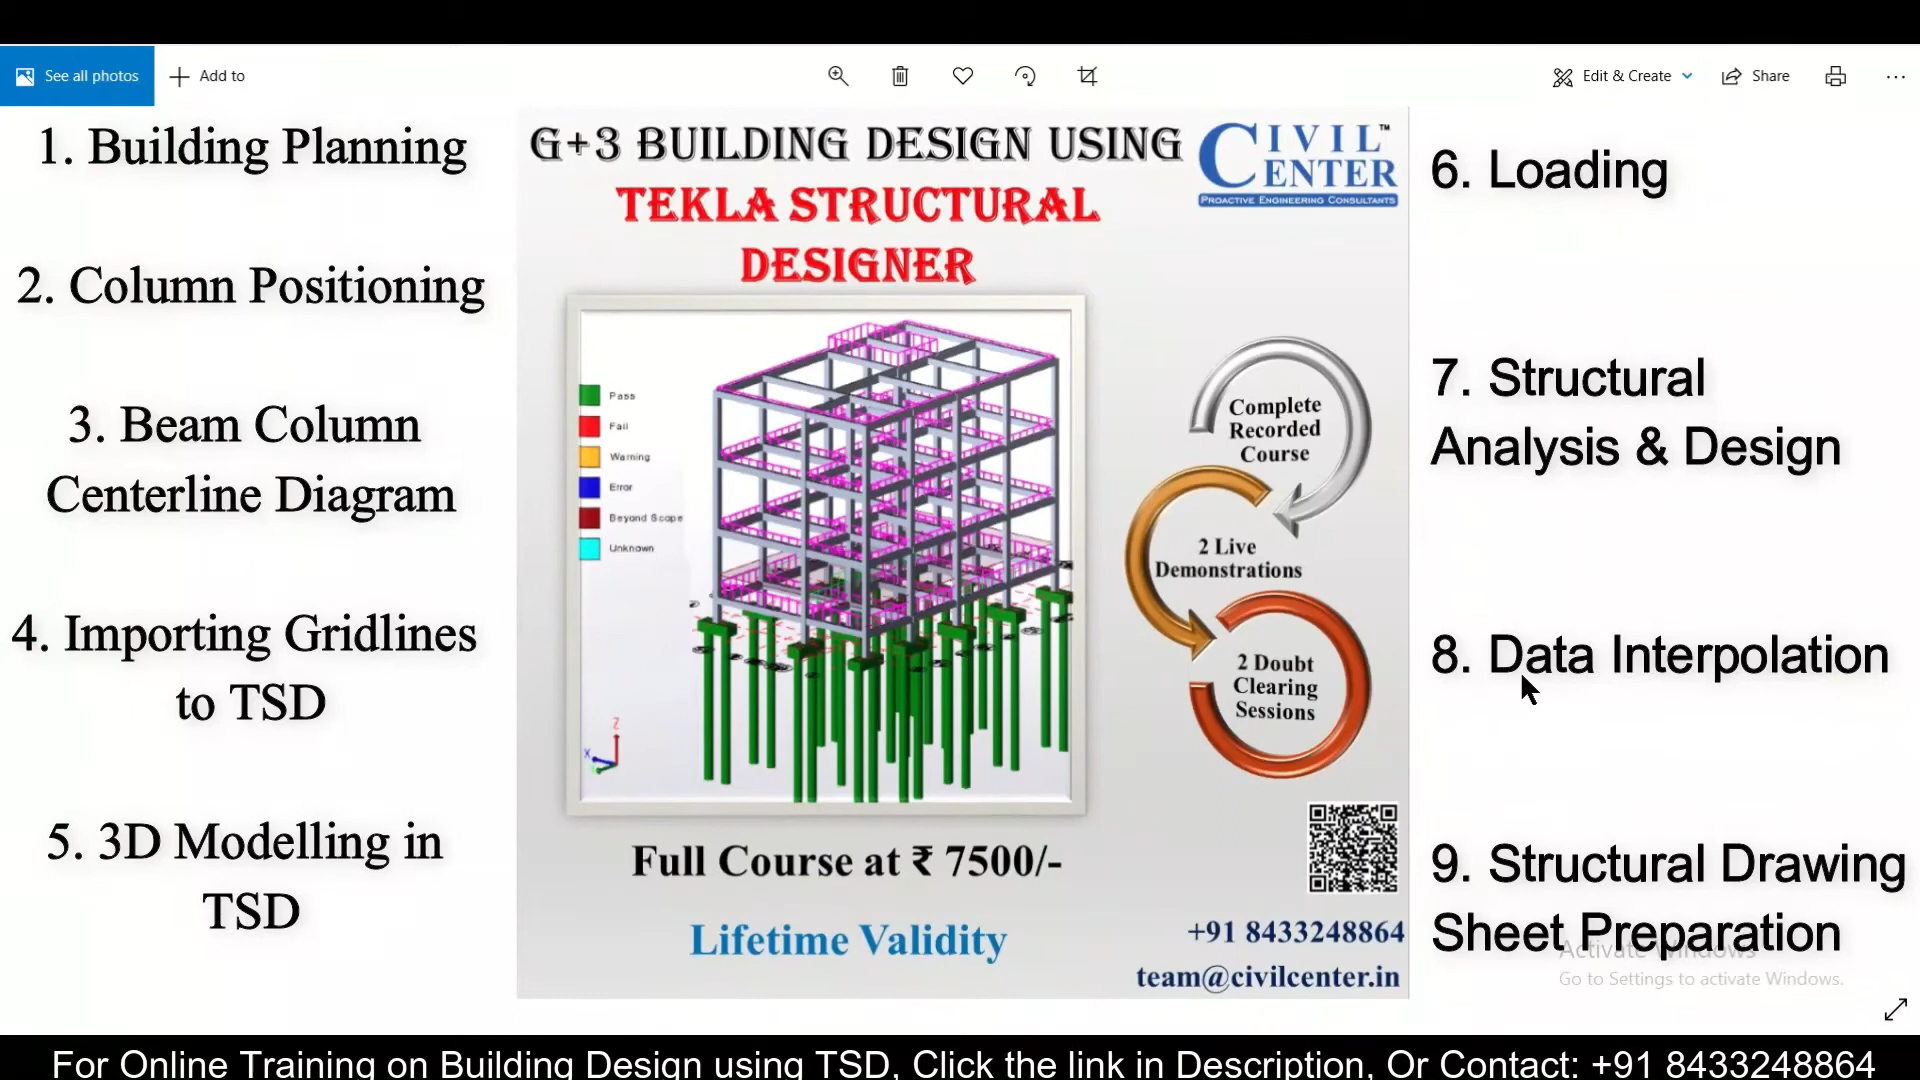 See all photos
Add to
Edit & Create
Share
1. Building Planning
2. Column Positioning
3. Beam Column
Centerline Diagram
4. Importing Gridlines
to TSD
5. 3D Modelling in
TSD
G+3 BUILDING DESIGN USING
TEKLA STRUCTURAL
DESIGNER
CIVIL™
CENTER
PROACTIVE ENGINEERING CONSULTANTS
Pass
Fail
Warning
Error
Beyond Scope
Unknown
Z
X
Complete
Recorded
Course
2 Live
Demonstrations
2 Doubt
Clearing
Sessions
Full Course at ₹ 7500/-
Lifetime Validity
+91 8433248864
team@civilcenter.in
6. Loading
7. Structural
Analysis & Design
8. Data Interpolation
9. Structural Drawing
Sheet Preparation
Activate Windows
Go to Settings to activate Windows.
For Online Training on Building Design using TSD, Click the link in Description, Or Contact: +91 8433248864